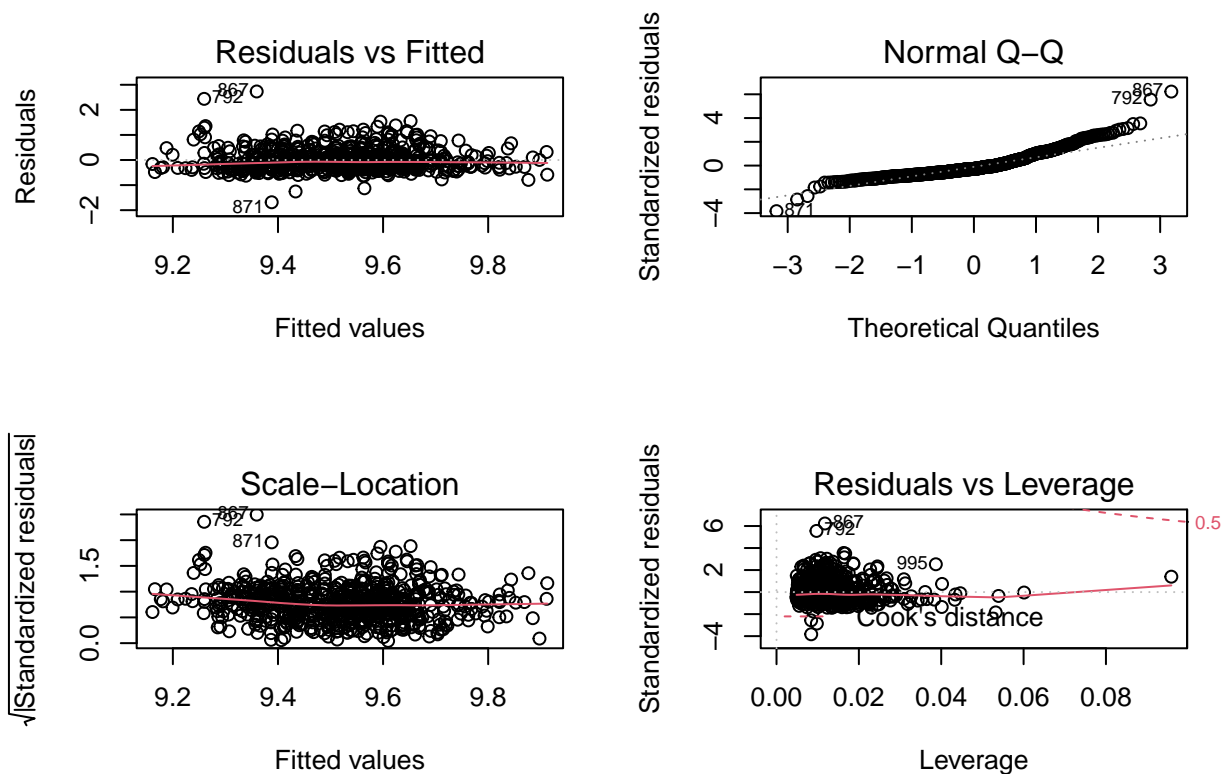 Residuals vs Fitted
Residuals
2
0
−2
867
792
871
9.2 9.4 9.6 9.8
Fitted values
Normal Q−Q
Standardized residuals
4
0
−4
867
792
871
−3 −2 −1 0 1 2 3
Theoretical Quantiles
Scale−Location
√|Standardized residuals|
1.5
0.0
867
792
871
9.2 9.4 9.6 9.8
Fitted values
Residuals vs Leverage
Standardized residuals
6
2
−4
867
792
995
0.5
Cook's distance
0.00 0.02 0.04 0.06 0.08
Leverage